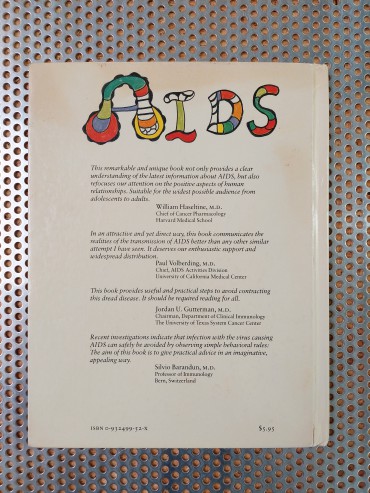 AIDS
This remarkable and unique book not only provides a clear
understanding of the latest information about AIDS, but also
refocuses our attention on the positive aspects of human
relationships. Suitable for the widest possible audience from
adolescents to adults.
William Haseltine, M.D.
Chief of Cancer Pharmacology
Harvard Medical School
In an attractive and yet direct way, this book communicates the
realities of the transmission of AIDS better than any other similar
attempt I have seen. It deserves our enthusiastic support and
widespread distribution.
Paul Volberding, M.D.
Chief, AIDS Activities Division
University of California Medical Center
This book provides useful and practical steps to avoid contracting
this dread disease. It should be required reading for all.
Jordan U. Gutterman, M.D.
Chairman, Department of Clinical Immunology
The University of Texas System Cancer Center
Recent investigations indicate that infection with the virus causing
AIDS can safely be avoided by observing simple behavioral rules:
The aim of this book is to give practical advice in an imaginative,
appealing way.
Silvio Barandun, M.D.
Professor of Immunology
Bern, Switzerland
ISBN 0-932499-32-X
$5.95